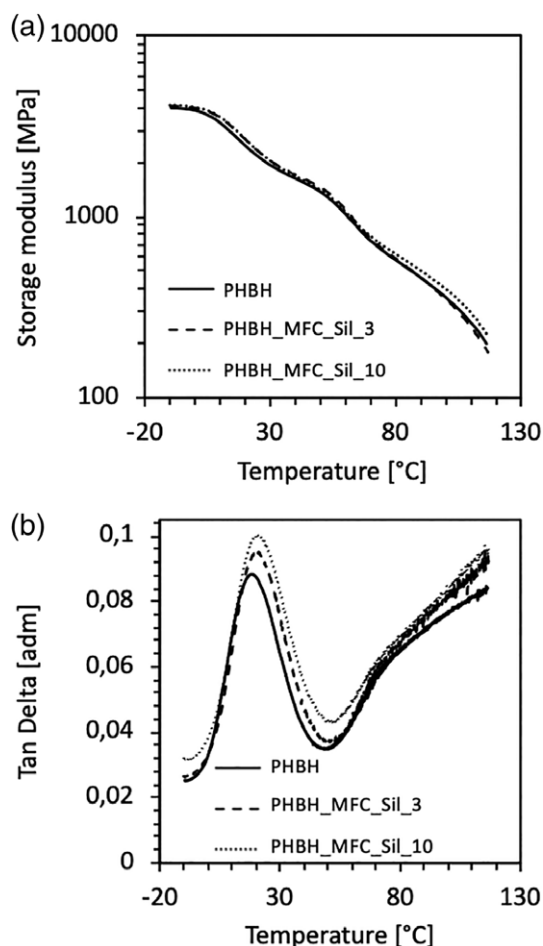 (a)
10000
1000
100
Storage modulus [MPa]
PHBH
PHBH_MFC_Sil_3
PHBH_MFC_Sil_10
-20 30 80 130
Temperature [°C]
(b)
0,1
0,08
0,06
0,04
0,02
0
Tan Delta [adm]
PHBH
PHBH_MFC_Sil_3
PHBH_MFC_Sil_10
-20 30 80 130
Temperature [°C]